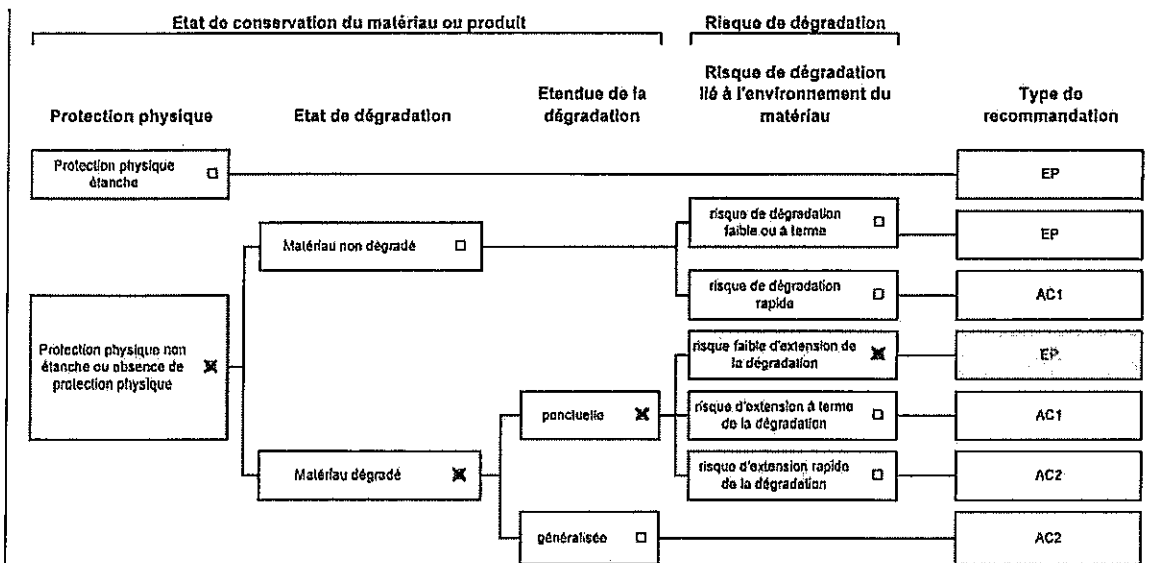 Etat de conservation du matériau ou produit
Risque de dégradation
Protection physique
Etat de dégradation
Etendue de la
dégradation
Risque de dégradation
lié à l'environnement du
matériau
Type de
recommandation
Protection physique
étanche
EP
Matériau non dégradé
risque de dégradation
faible ou à terme
EP
risque de dégradation
rapide
AC1
Protection physique non
étanche ou absence de
protection physique
risque faible d'extension de
la dégradation
EP
ponctuelle
risque d'extension à terme
de la dégradation
AC1
Matériau dégradé
risque d'extension rapide
de la dégradation
AC2
généralisée
AC2